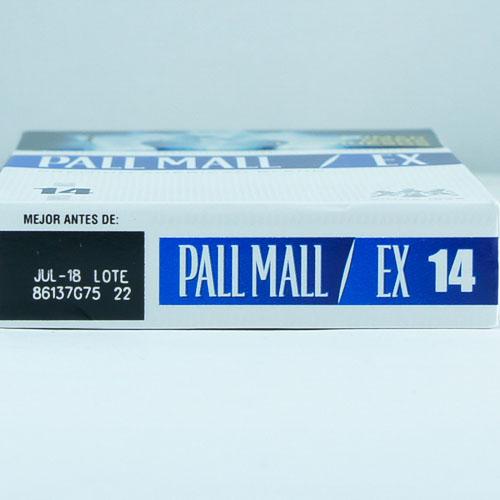 PALL MALL / EX
14
MEJOR ANTES DE:
JUL-18 LOTE
86137G75 22
PALL MALL / EX 14